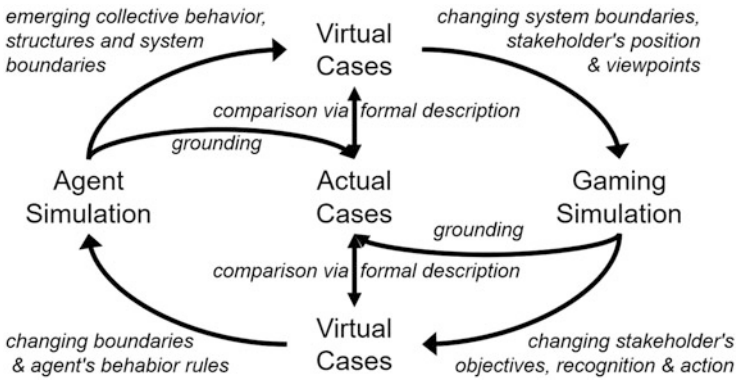 emerging collective behavior,
structures and system
boundaries
Virtual
Cases
changing system boundaries,
stakeholder's position
& viewpoints
comparison via formal description
grounding
Agent
Simulation
Actual
Cases
Gaming
Simulation
grounding
comparison via formal description
Virtual
Cases
changing boundaries
& agent's behabior rules
changing stakeholder's
objectives, recognition & action